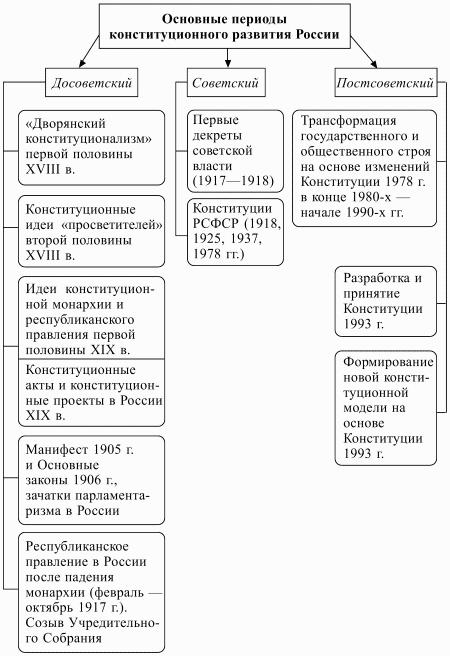 Основные периоды
конституционного развития России
Досоветский
«Дворянский
конституционализм»
первой половины
XVIII в.
Конституционные
идеи «просветителей»
второй половины
XVIII в.
Идеи конституцион-
ной монархии и
республиканского
правления первой
половины XIX в.
Конституционные
акты и конституцион-
ные проекты в России
XIX в.
Манифест 1905 г.
и Основные
законы 1906 г.,
зачатки парламента-
ризма в России
Республиканское
правление в России
после падения
монархии (февраль —
октябрь 1917 г.).
Созыв Учредитель-
ного Собрания
Советский
Первые
декреты
советской
власти
(1917—1918)
Конституции
РСФСР (1918,
1925, 1937,
1978 гг.)
Постсоветский
Трансформация
государственного и
общественного строя
на основе изменений
Конституции 1978 г.
в конце 1980-х —
начале 1990-х гг.
Разработка и
принятие
Конституции
1993 г.
Формирование
новой консти-
туционной
модели на
основе
Конституции
1993 г.